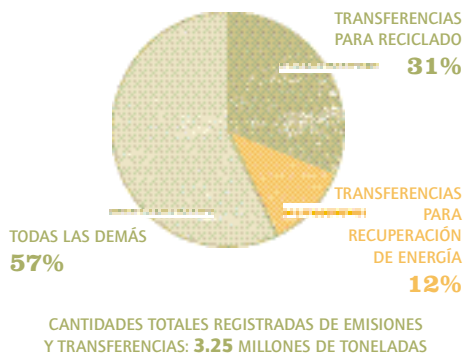 TRANSFERENCIAS
PARA RECICLADO
31%
TRANSFERENCIAS
PARA
RECUPERACIÓN
DE ENERGÍA
12%
TODAS LAS DEMÁS
57%
CANTIDADES TOTALES REGISTRADAS DE EMISIONES
Y TRANSFERENCIAS: 3.25 MILLONES DE TONELADAS